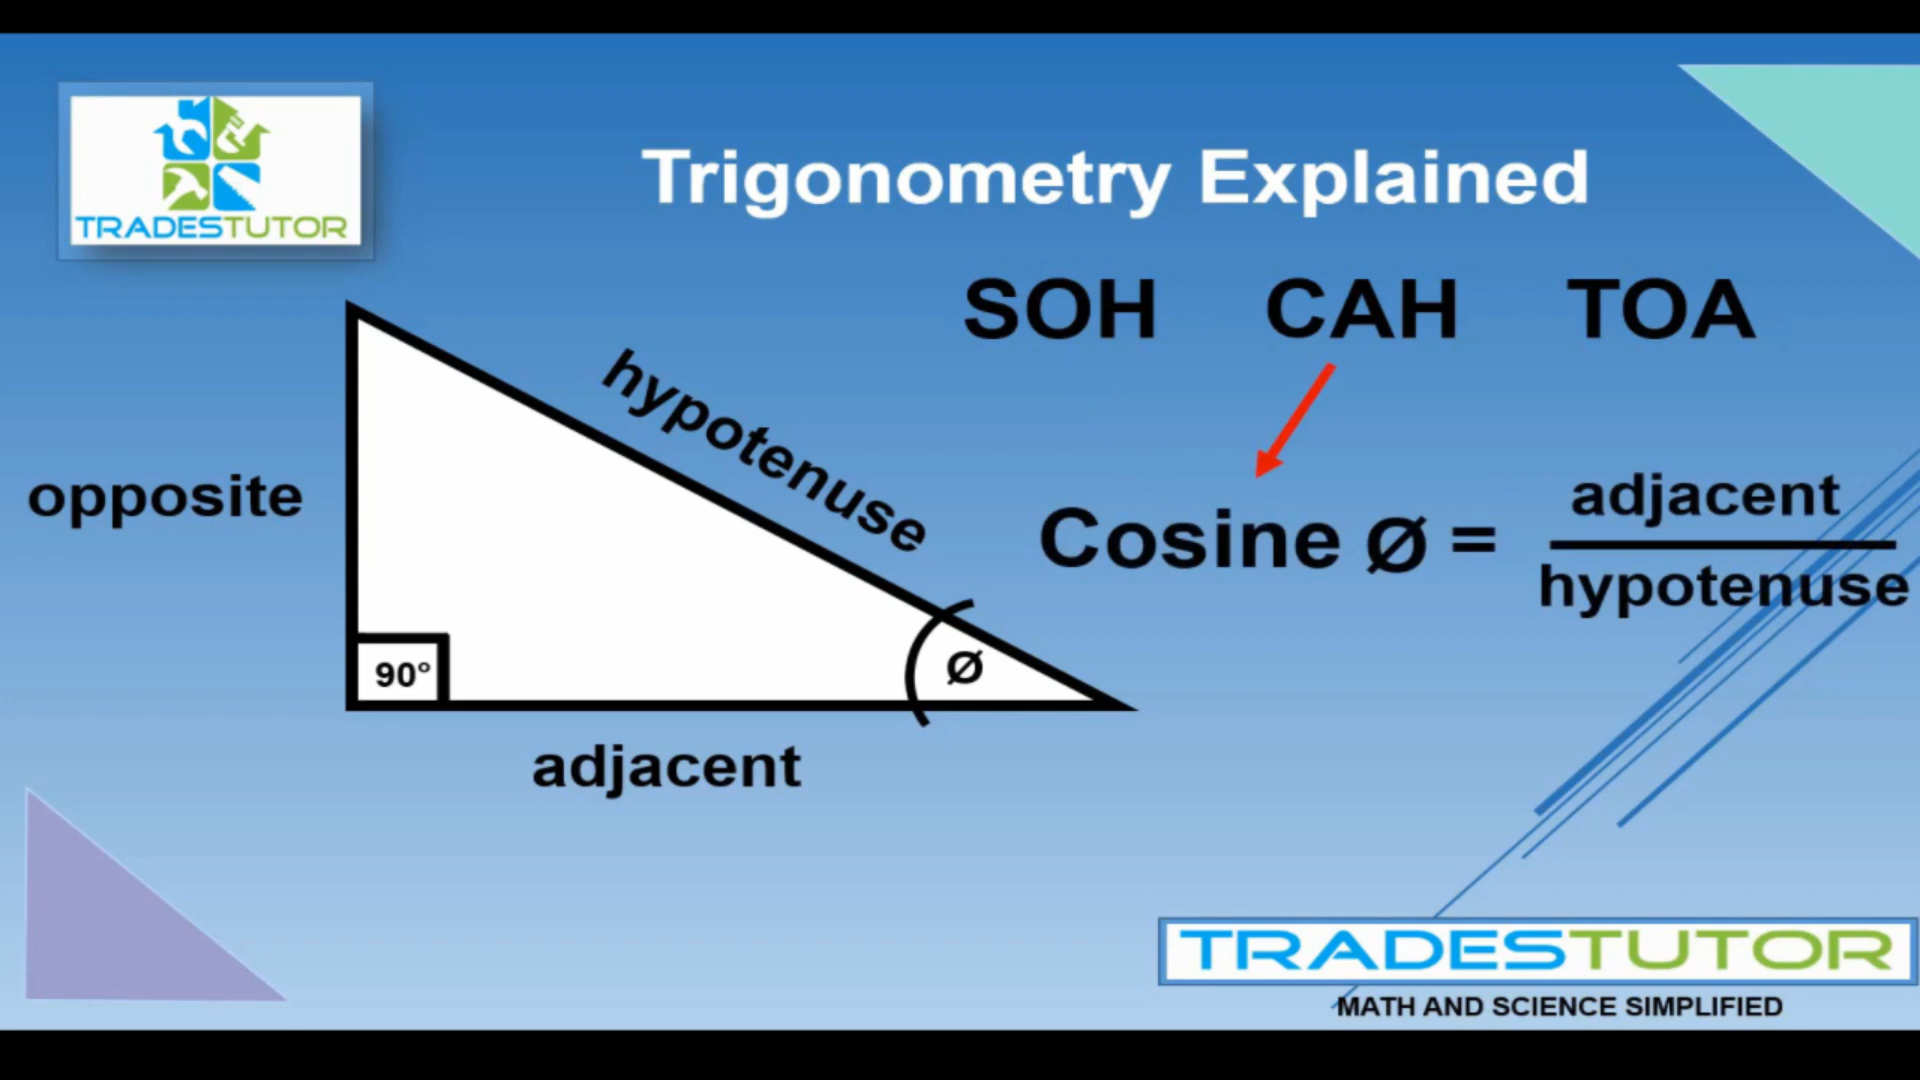 TRADESTUTOR
Trigonometry Explained
SOH CAH TOA
hypotenuse
opposite
Cosine Ø = adjacent
hypotenuse
90°
Ø
adjacent
TRADESTUTOR
MATH AND SCIENCE SIMPLIFIED